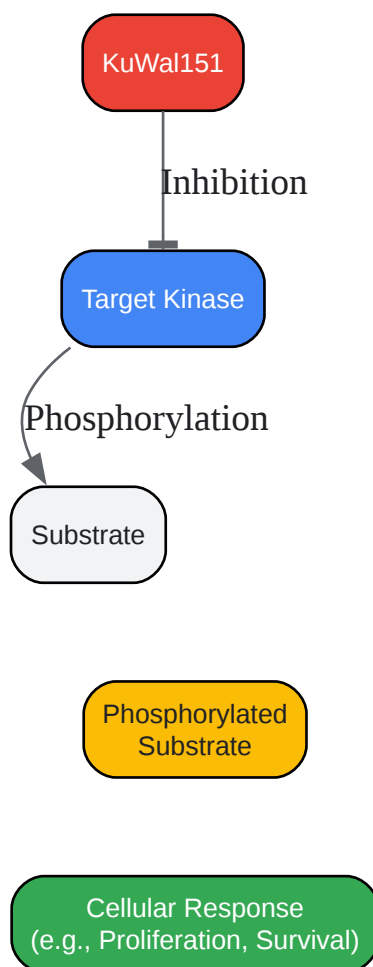 KuWal151
Inhibition
Target Kinase
Phosphorylation
Substrate
Phosphorylated
Substrate
Cellular Response
(e.g., Proliferation, Survival)